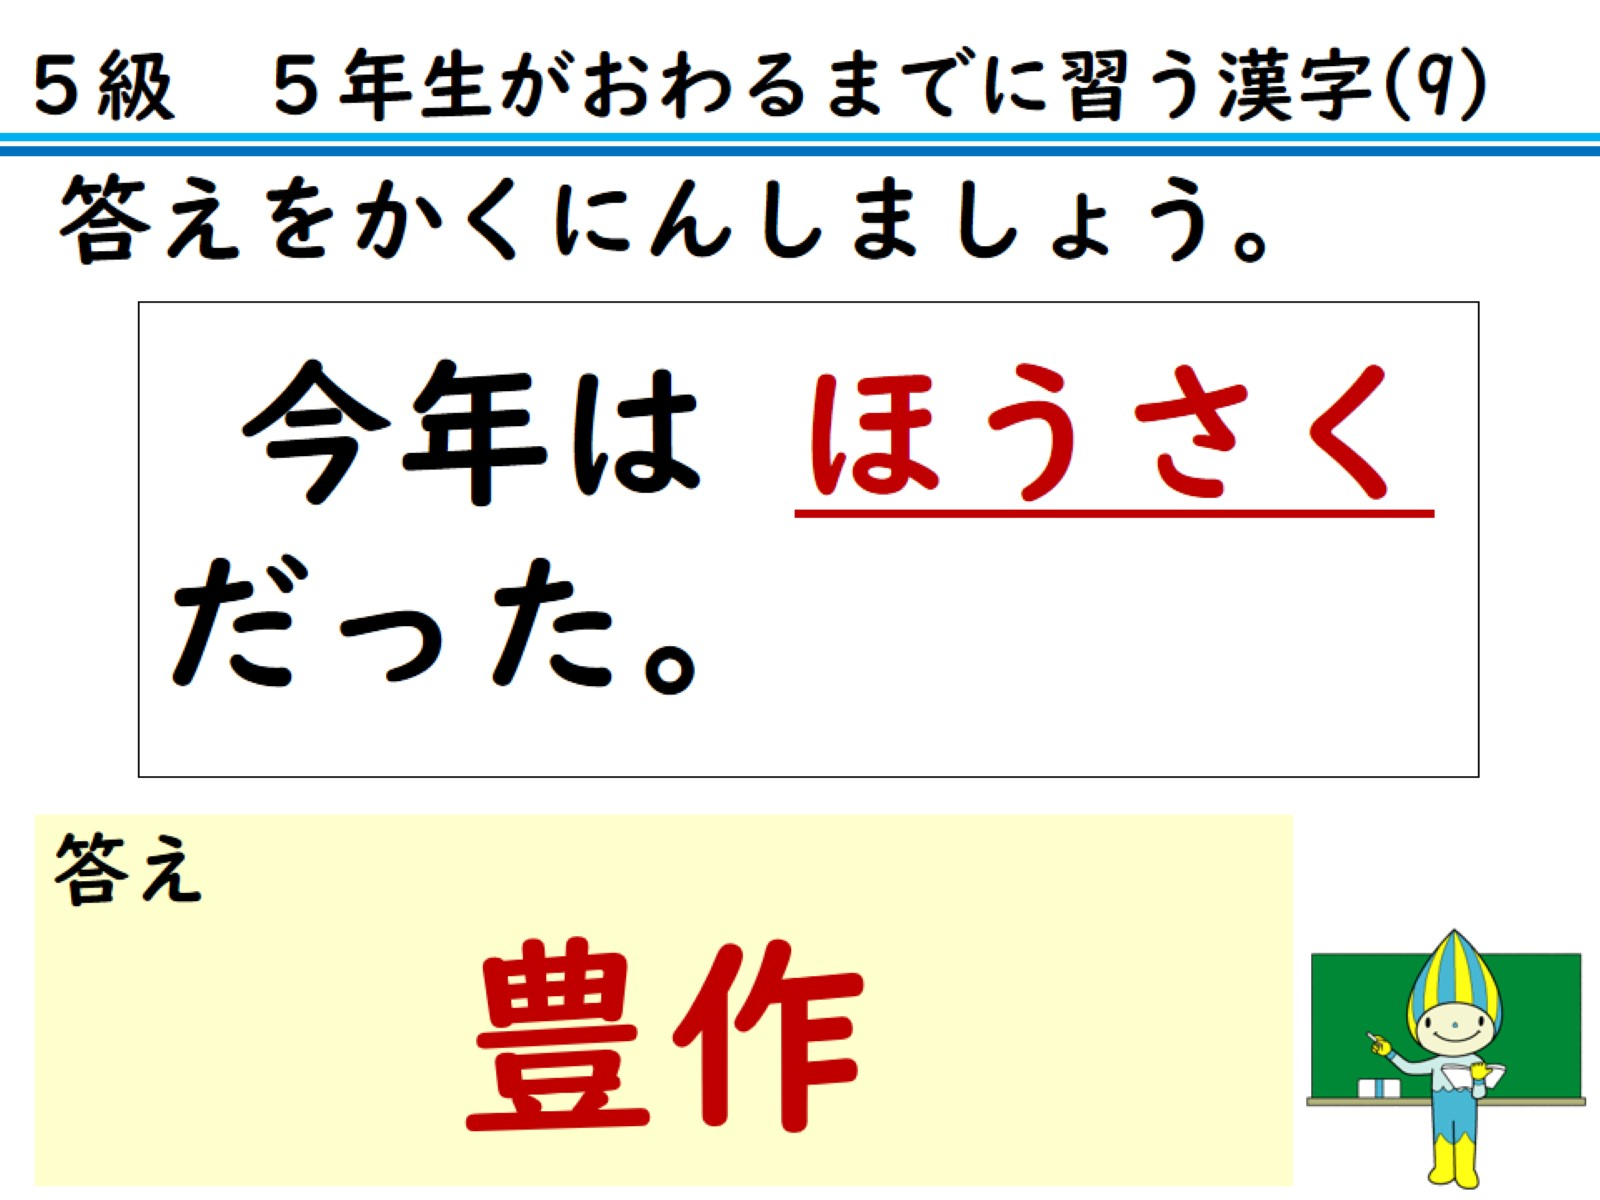 ５級　５年生がおわるまでに習う漢字(9)
答えをかくにんしましょう。
今年は ほうさく
だった。
答え
豊作